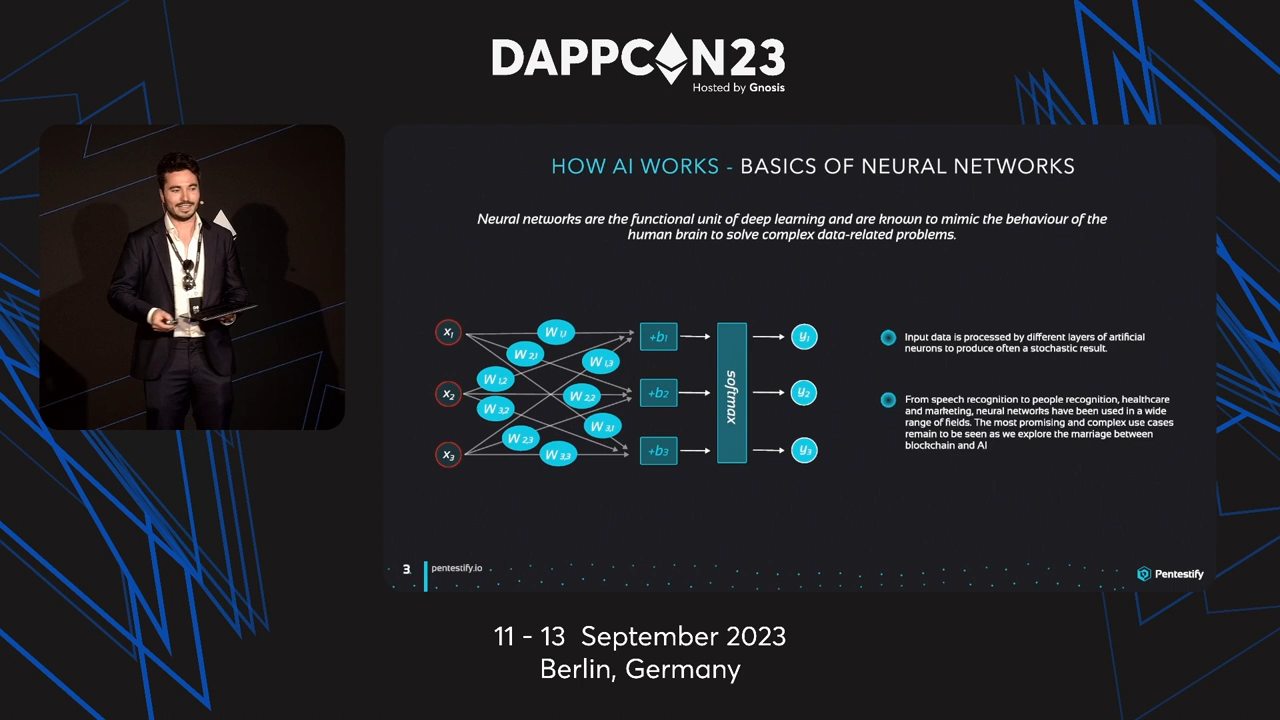 DAPPCON23
Hosted by Gnosis
HOW AI WORKS - BASICS OF NEURAL NETWORKS
Neural networks are the functional unit of deep learning and are known to mimic the behaviour of the
human brain to solve complex data-related problems.
x1
x2
x3
W 1,1
W 2,1
W 1,3
W 1,2
W 2,2
W 3,2
W 3,1
W 2,3
W 3,3
+b1
+b2
+b3
softmax
y1
y2
y3
Input data is processed by different layers of artificial
neurons to produce often a stochastic result.
From speech recognition to people recognition, healthcare
and marketing, neural networks have been used in a wide
range of fields. The most promising and complex use cases
remain to be seen as we explore the marriage between
blockchain and AI
3
pentestify.io
Pentestify
11 - 13 September 2023
Berlin, Germany